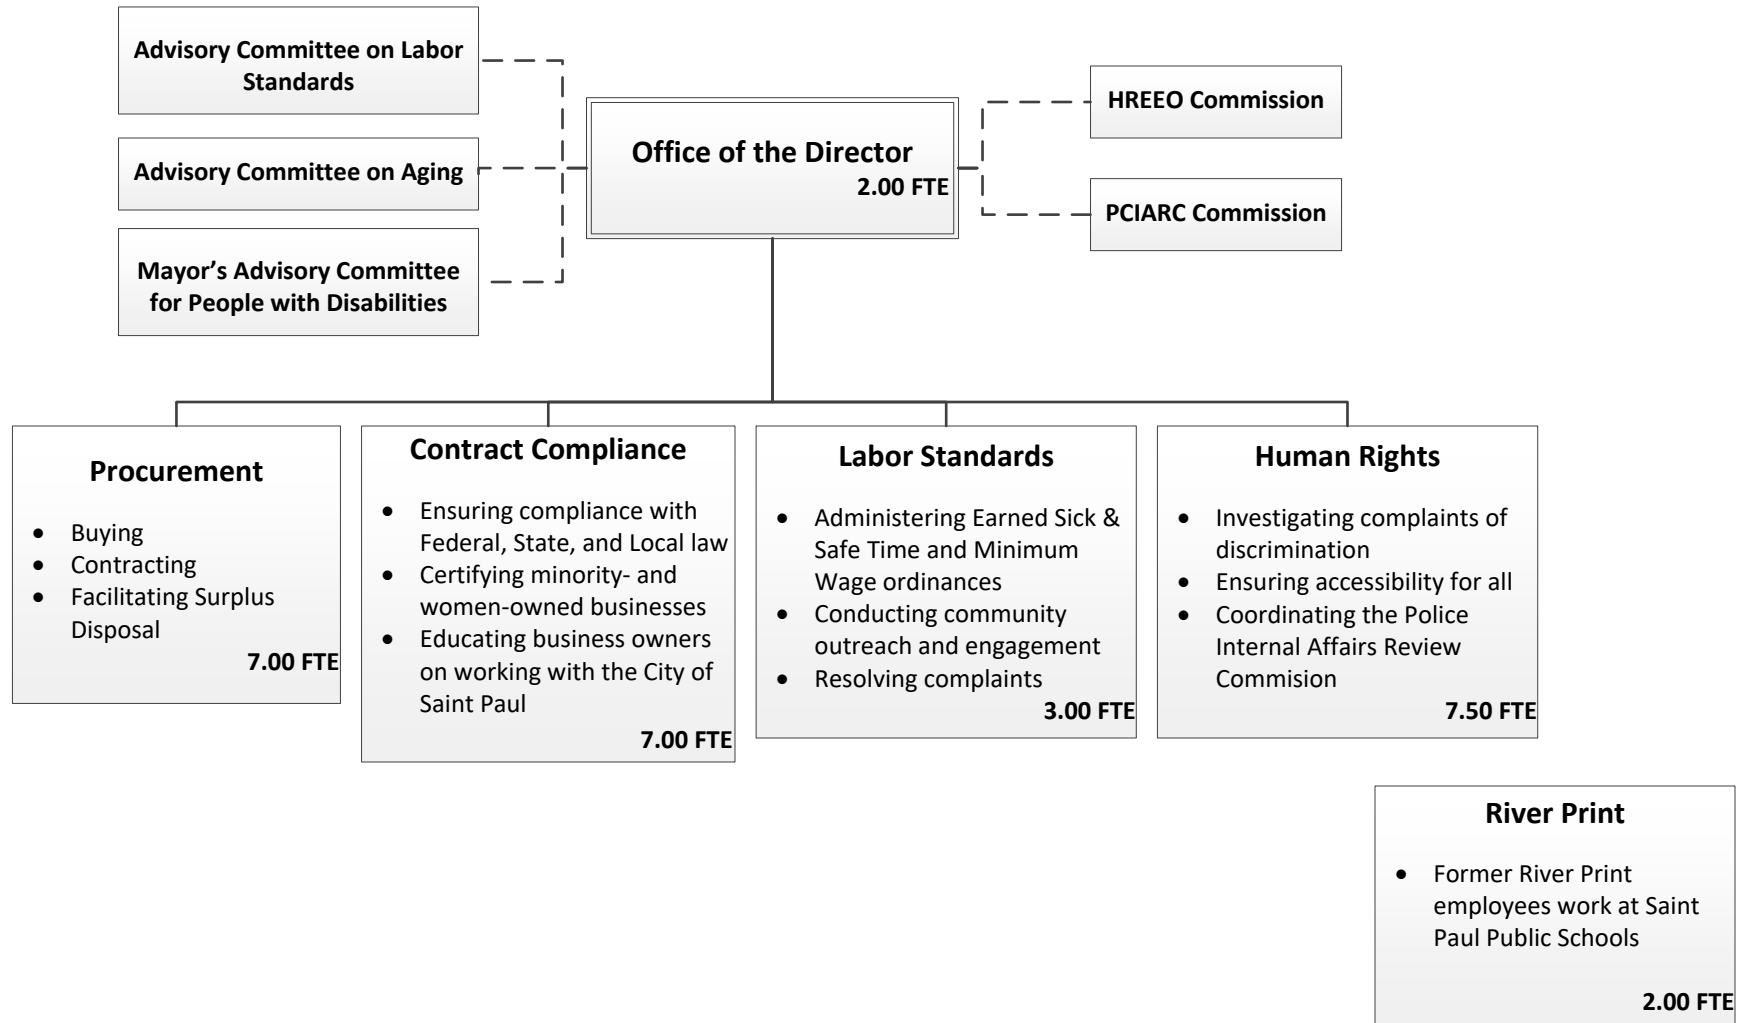 Advisory Committee on Labor
Standards
Advisory Committee on Aging
Mayor’s Advisory Committee
for People with Disabilities
Office of the Director
2.00 FTE
HREEO Commission
PCIARC Commission
Procurement
• Buying
• Contracting
• Facilitating Surplus
Disposal
7.00 FTE
Contract Compliance
• Ensuring compliance with
Federal, State, and Local law
• Certifying minority- and
women-owned businesses
• Educating business owners
on working with the City of
Saint Paul
7.00 FTE
Labor Standards
• Administering Earned Sick &
Safe Time and Minimum
Wage ordinances
• Conducting community
outreach and engagement
• Resolving complaints
3.00 FTE
Human Rights
• Investigating complaints of
discrimination
• Ensuring accessibility for all
• Coordinating the Police
Internal Affairs Review
Commision
7.50 FTE
River Print
• Former River Print
employees work at Saint
Paul Public Schools
2.00 FTE